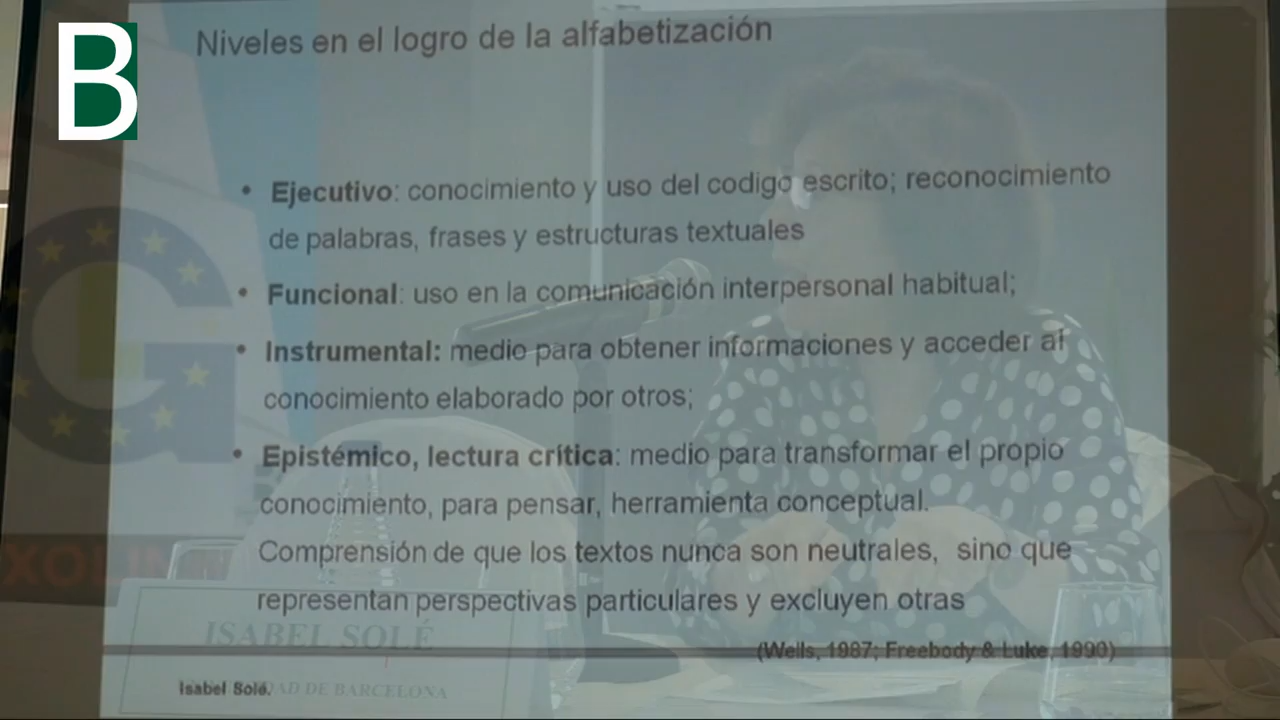 B
Niveles en el logro de la alfabetización
• Ejecutivo: conocimiento y uso del codigo escrito; reconocimiento
de palabras, frases y estructuras textuales
• Funcional: uso en la comunicación interpersonal habitual;
• Instrumental: medio para obtener informaciones y acceder al
conocimiento elaborado por otros;
• Epistémico, lectura crítica: medio para transformar el propio
conocimiento, para pensar, herramienta conceptual.
Comprensión de que los textos nunca son neutrales, sino que
representan perspectivas particulares y excluyen otras
(Wells, 1987; Freebody & Luke, 1990)
ISABEL SOLÉ
DE BARCELONA
Isabel Solé.